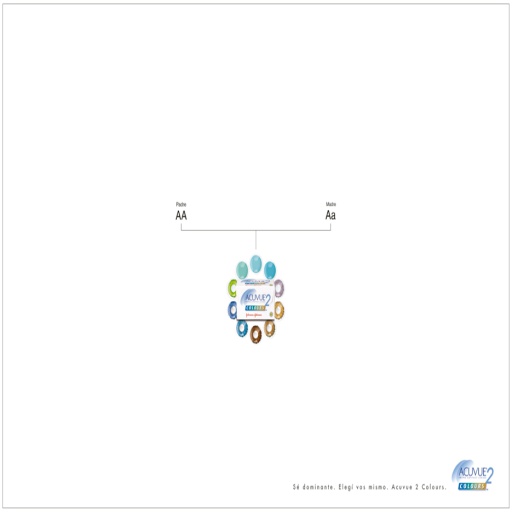 Padre
Madre
AA
Aa
ACUVUE 2
COLOURS
Johnson & Johnson
Sé dominante. Elegí vos mismo. Acuvue 2 Colours.
ACUVUE 2
COLOURS